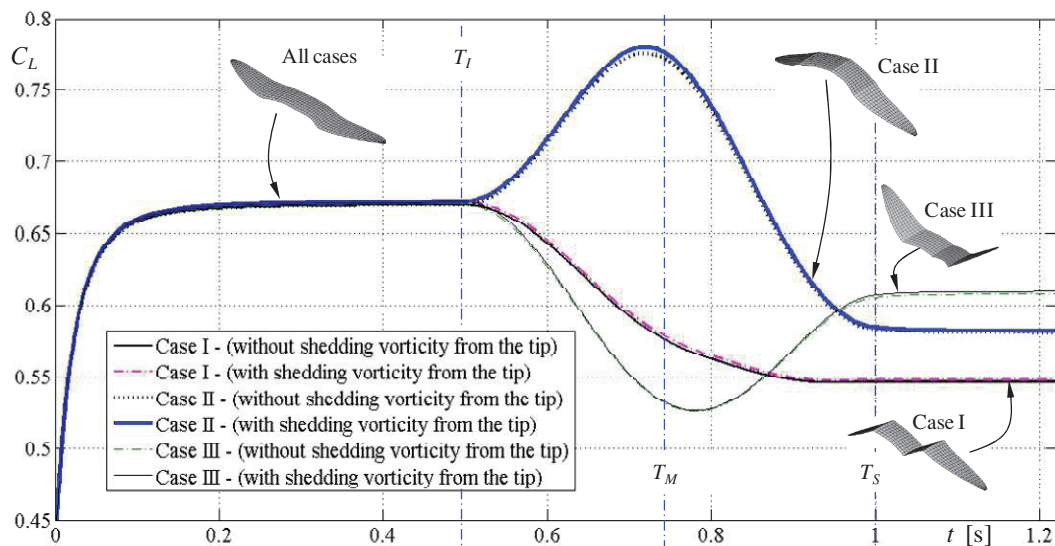 0.8
C_L
All cases
T_I
Case II
0.75
0.7
Case III
0.65
0.6
Case I - (without shedding vorticity from the tip)
Case I - (with shedding vorticity from the tip)
Case II - (without shedding vorticity from the tip)
0.55
Case II - (with shedding vorticity from the tip)
Case I
Case III - (without shedding vorticity from the tip)
0.5
Case III - (with shedding vorticity from the tip)
T_M
T_S
0.45
t [s]
0 0.2 0.4 0.6 0.8 1 1.2